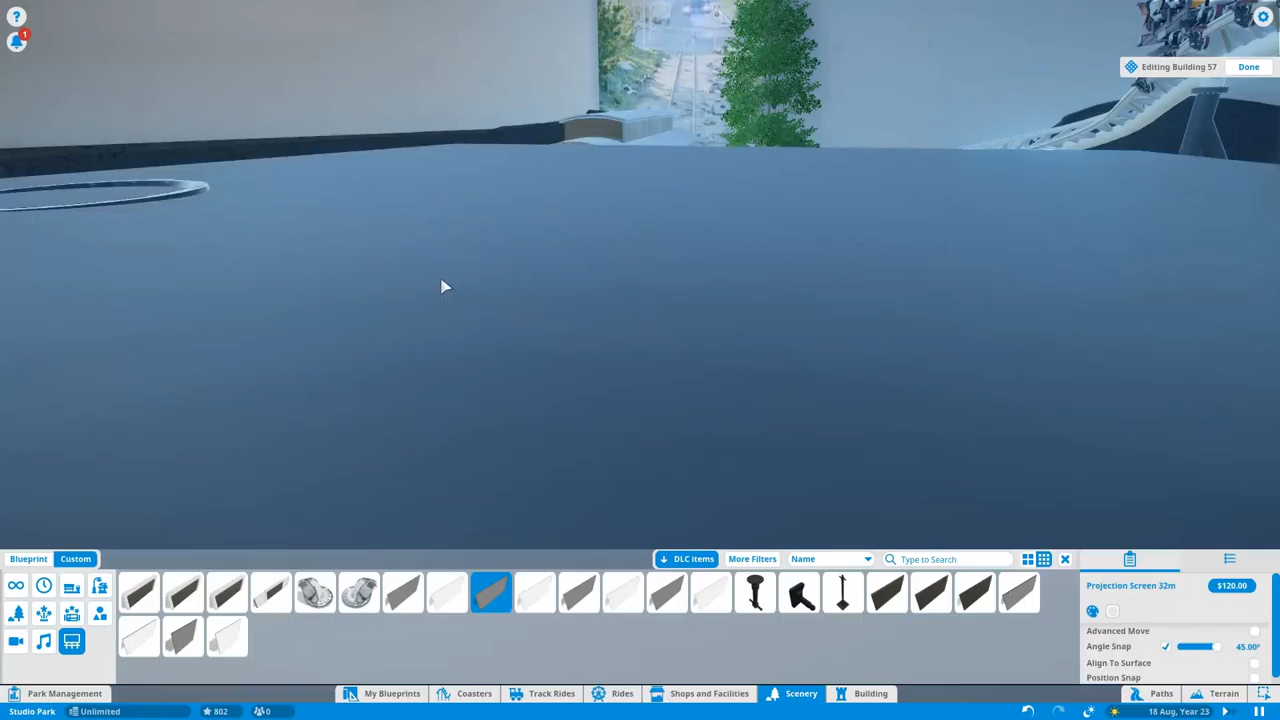 ?
1
Editing Building 57 Done
Blueprint Custom
DLC items More Filters Name Type to Search
Projection Screen 32m $120.00
Advanced Move
Angle Snap 45.00°
Align To Surface
Position Snap
Park Management My Blueprints Coasters Track Rides Rides Shops and Facilities Scenery Building Paths Terrain
Studio Park Unlimited 802 0 18 Aug, Year 23